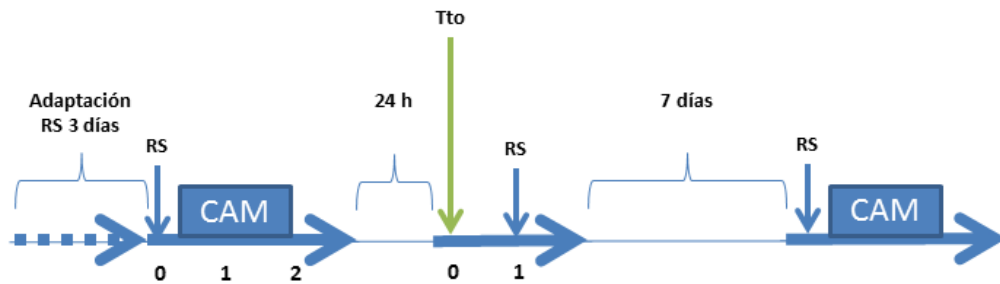 Tto
Adaptación
RS 3 días
24 h
7 días
RS
RS
RS
CAM
CAM
0
1
2
0
1